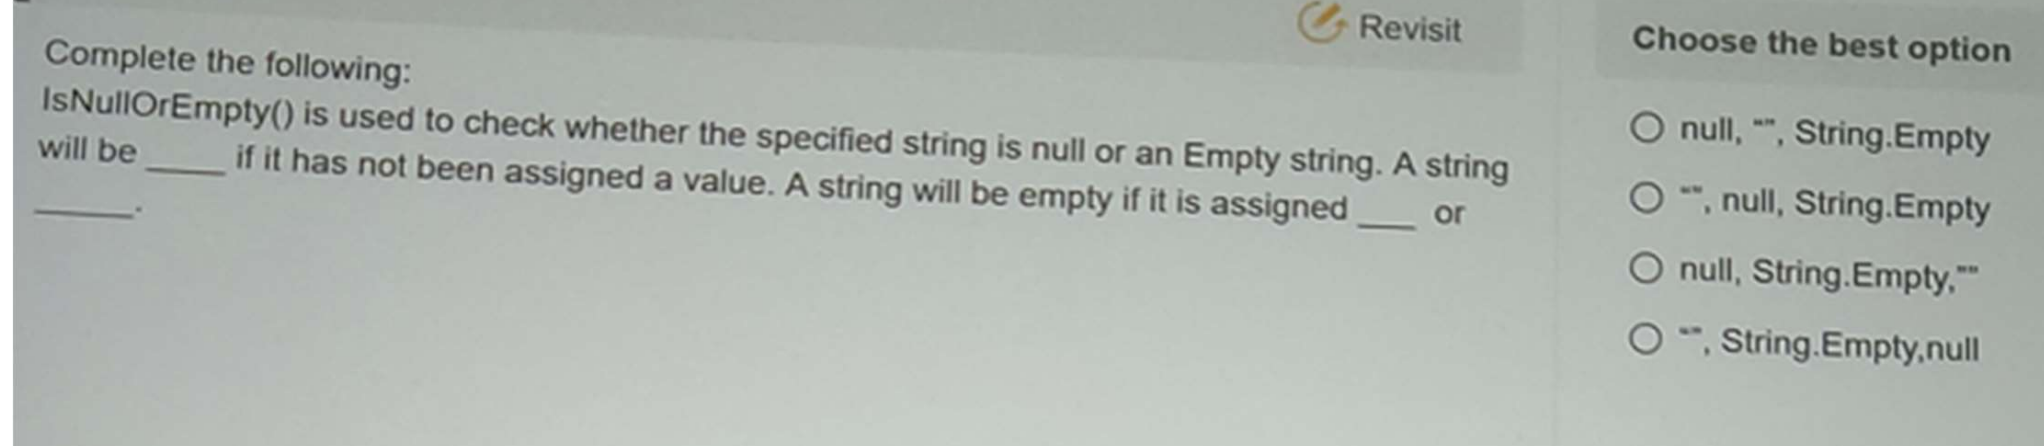 Revisit
Complete the following:
IsNullOrEmpty() is used to check whether the specified string is null or an Empty string. A string
will be ____ if it has not been assigned a value. A string will be empty if it is assigned ____ or
____.
Choose the best option
null, “”, String.Empty
“”, null, String.Empty
null, String.Empty,””
“”, String.Empty,null